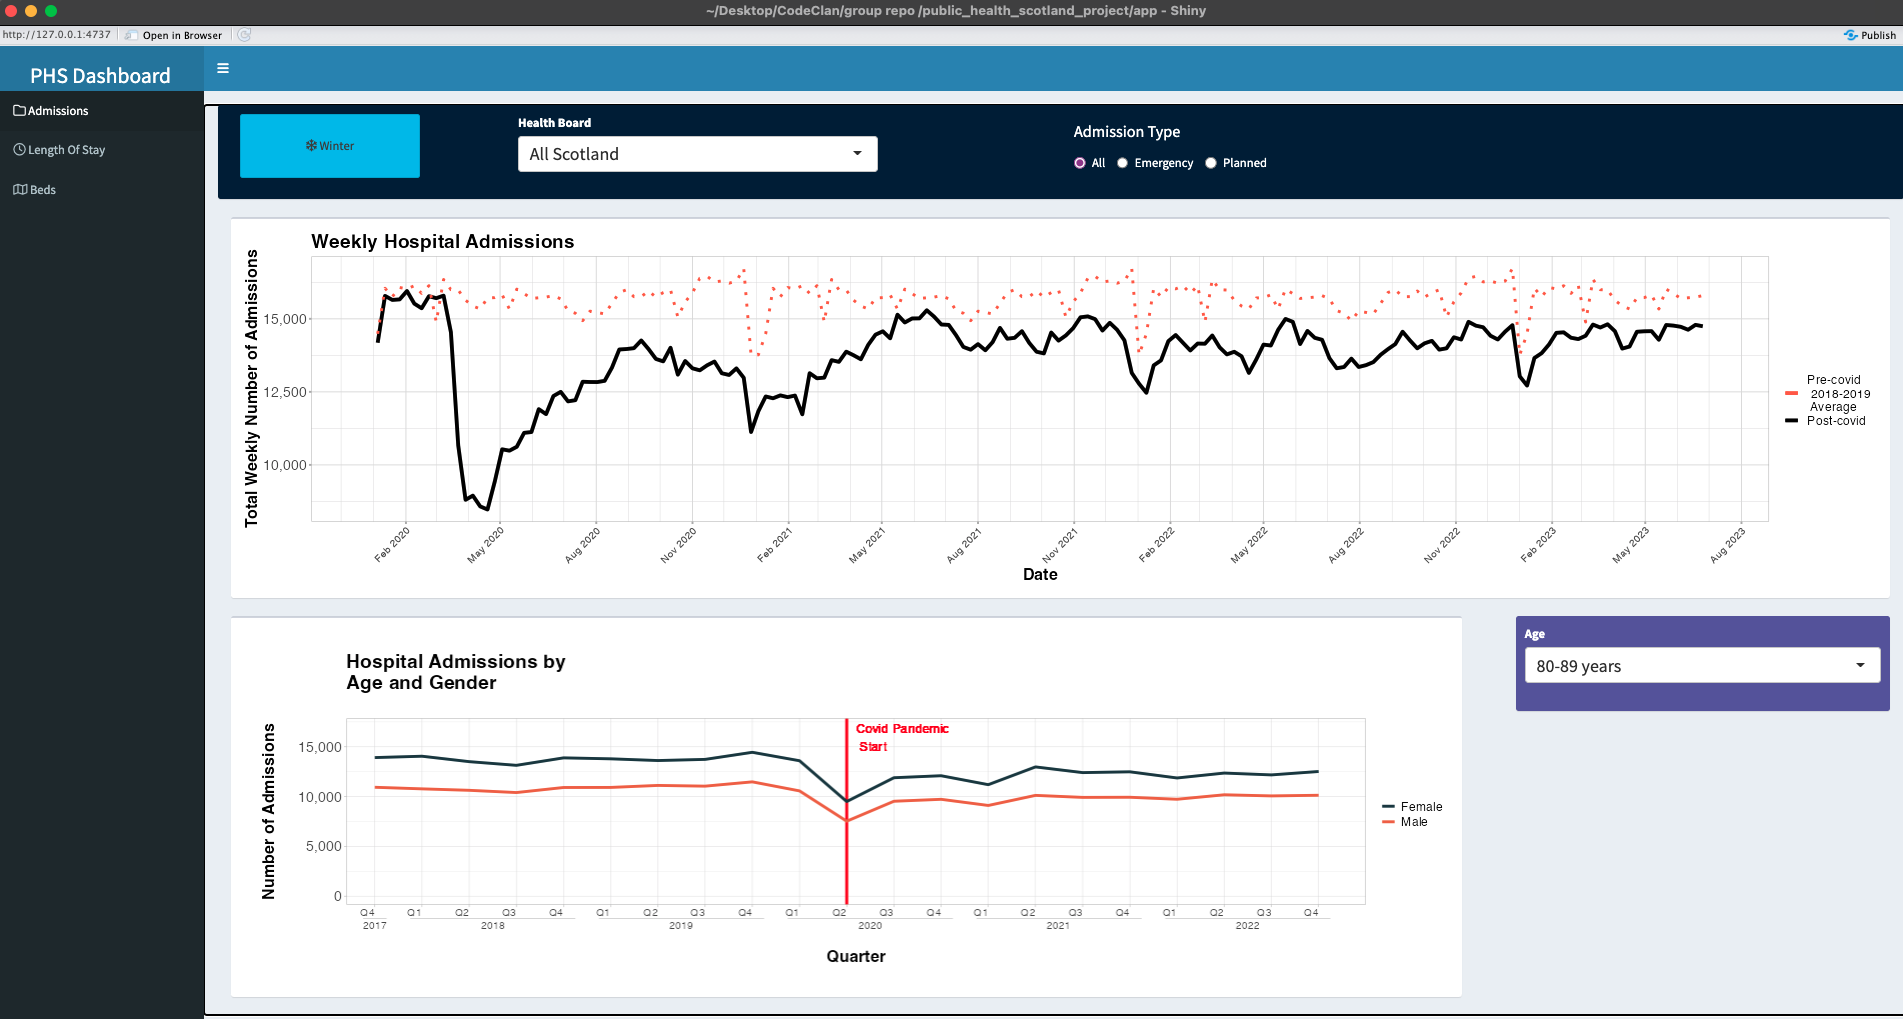 ~/Desktop/CodeClan/group repo /public_health_scotland_project/app - Shiny
http://127.0.0.1:4737
Open in Browser
Publish
PHS Dashboard
Admissions
Length Of Stay
Beds
Winter
Health Board
All Scotland
Admission Type
All
Emergency
Planned
Weekly Hospital Admissions
Total Weekly Number of Admissions
15,000
12,500
10,000
Feb 2020
May 2020
Aug 2020
Nov 2020
Feb 2021
May 2021
Aug 2021
Nov 2021
Feb 2022
May 2022
Aug 2022
Nov 2022
Feb 2023
May 2023
Aug 2023
Date
Pre-covid
2018-2019
Average
Post-covid
Hospital Admissions by
Age and Gender
Number of Admissions
15,000
10,000
5,000
0
Covid Pandemic
Start
Q4 Q1 Q2 Q3 Q4 Q1 Q2 Q3 Q4 Q1 Q2 Q3 Q4 Q1 Q2 Q3 Q4 Q1 Q2 Q3 Q4
2017 2018 2019 2020 2021 2022
Quarter
Female
Male
Age
80-89 years